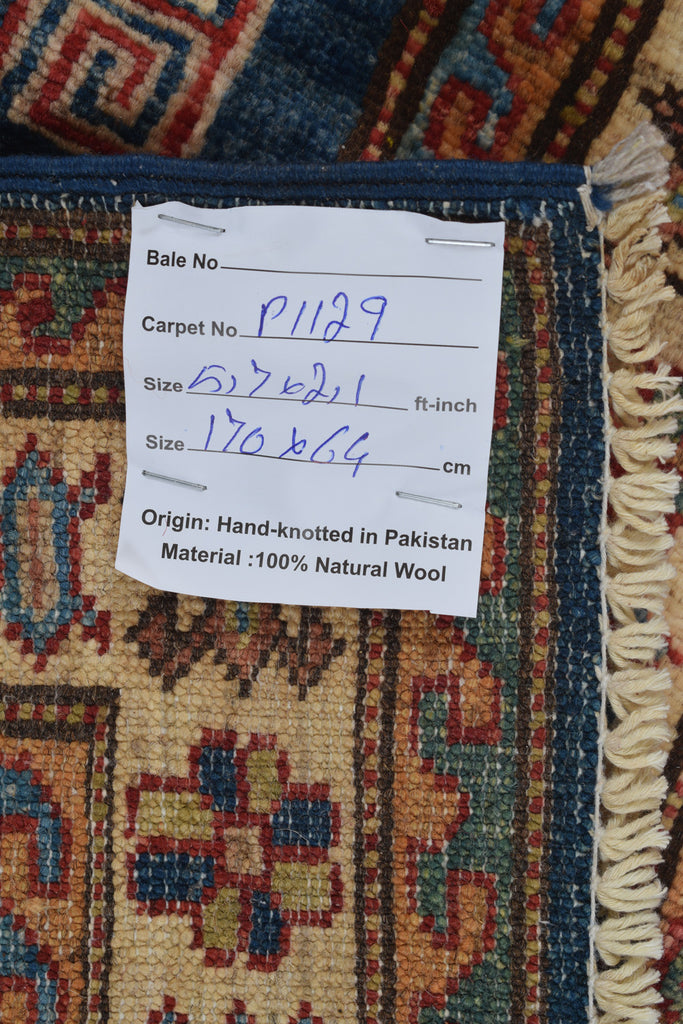 Bale No
Carpet No P1129
Size 5,7x2,1 ft-inch
Size 170x64 cm
Origin: Hand-knotted in Pakistan
Material :100% Natural Wool